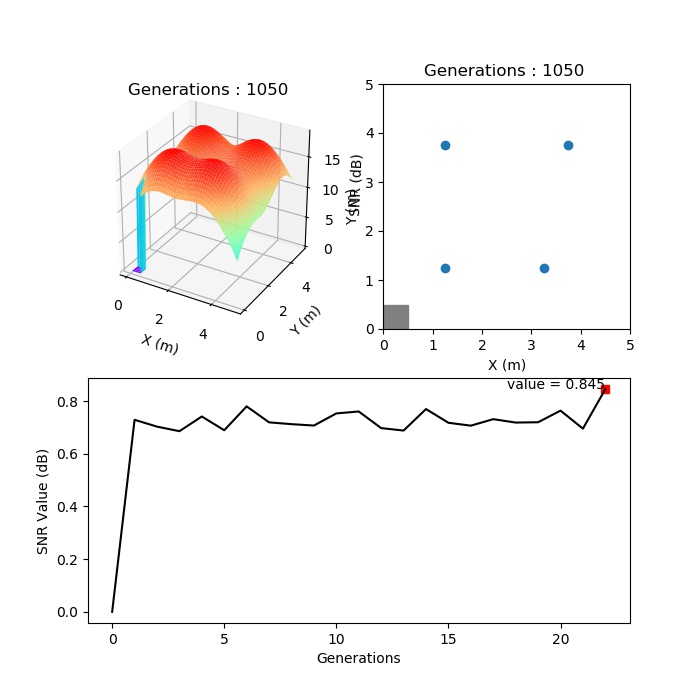 Generations : 1050
15
10
5
0
SNR (dB)
0
2
4
X (m)
0
2
4
Y (m)
Generations : 1050
5
4
3
2
1
0
Y (m)
0 1 2 3 4 5
X (m)
value = 0.845
0.8
0.6
0.4
0.2
0.0
SNR Value (dB)
0 5 10 15 20
Generations